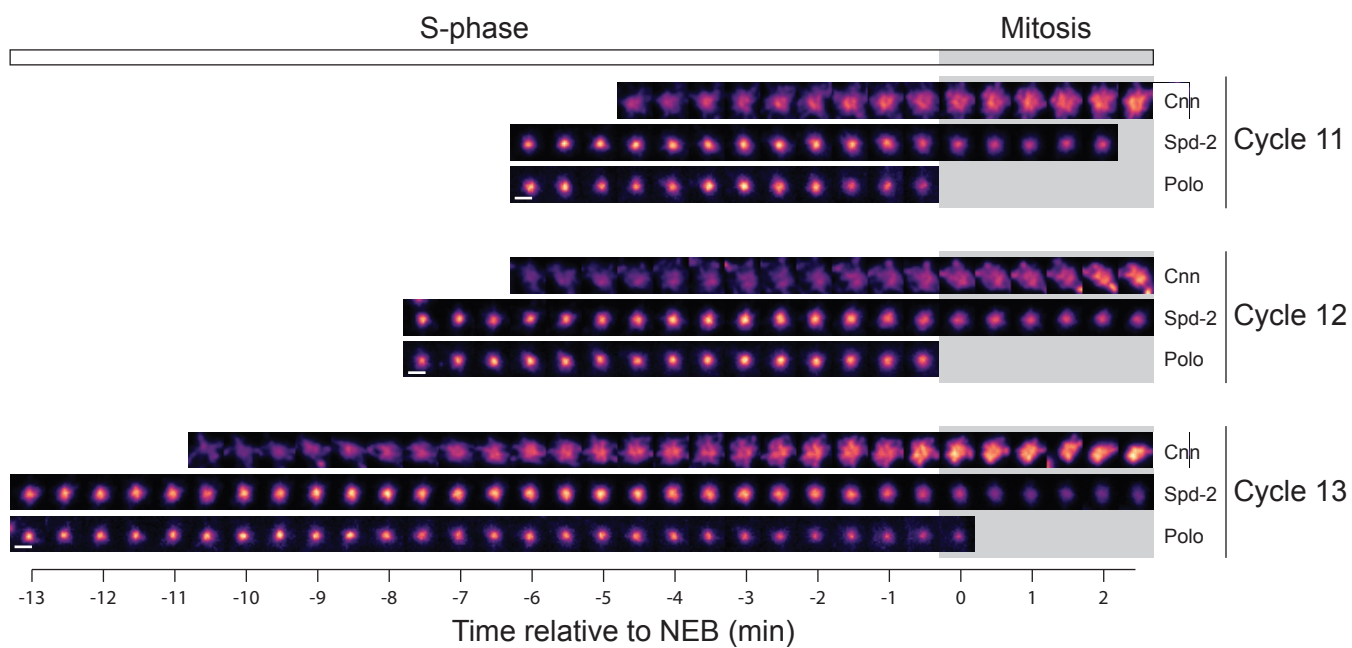 S-phase Mitosis
Cnn
Spd-2 Cycle 11
Polo
Cnn
Spd-2 Cycle 12
Polo
Cnn
Spd-2 Cycle 13
Polo
-13 -12 -11 -10 -9 -8 -7 -6 -5 -4 -3 -2 -1 0 1 2
Time relative to NEB (min)